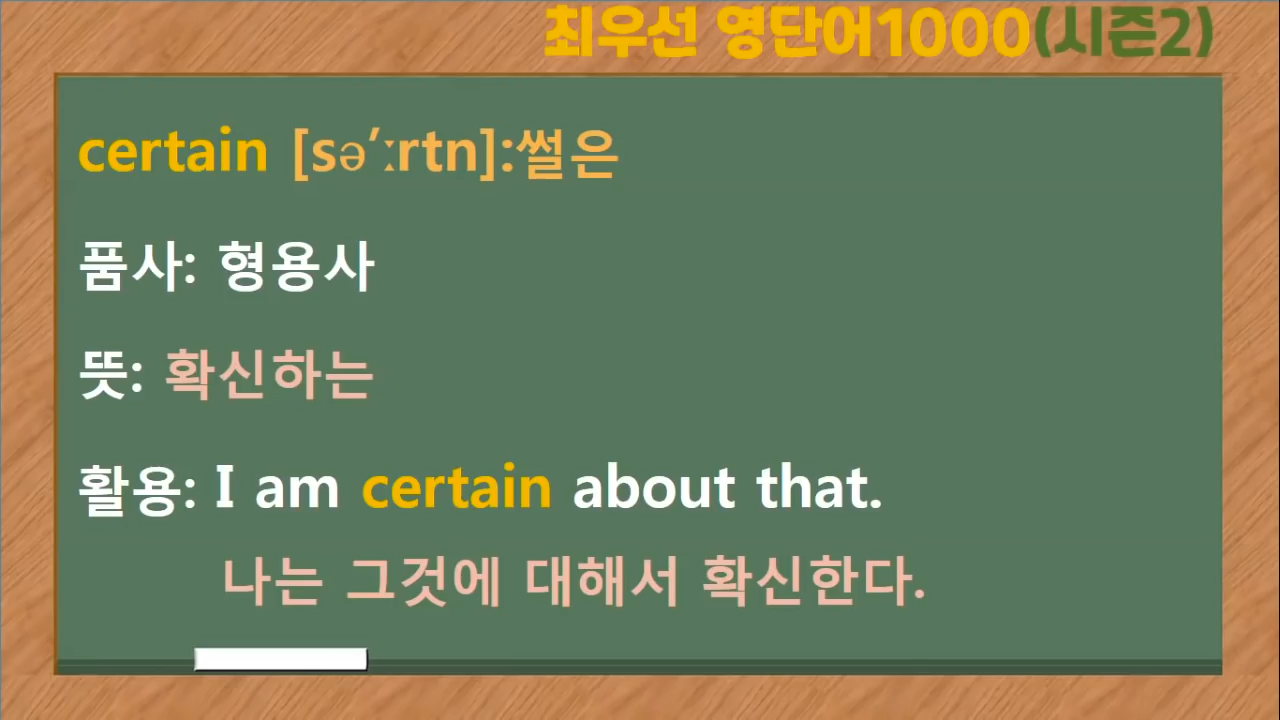 최우선 영단어1000(시즌2)
certain [sə′ːrtn]:썰은
품사: 형용사
뜻: 확신하는
활용: I am certain about that.
나는 그것에 대해서 확신한다.